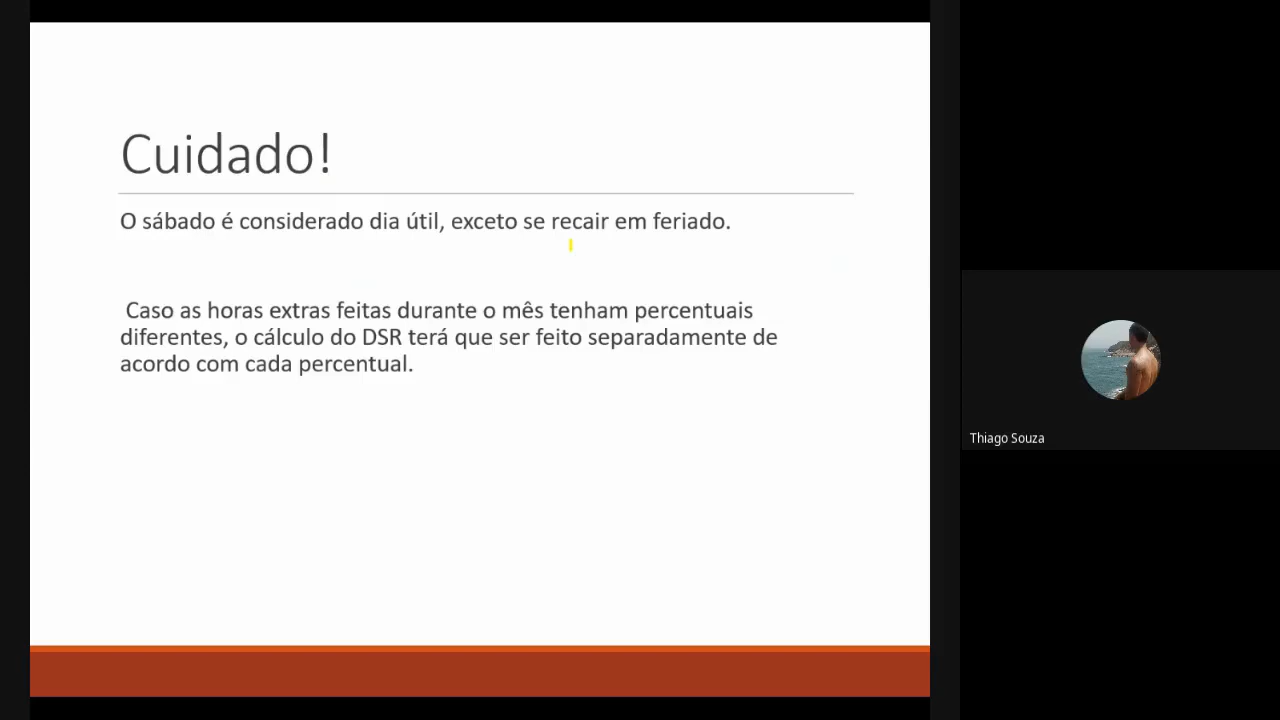 Cuidado!
O sábado é considerado dia útil, exceto se recair em feriado.
Caso as horas extras feitas durante o mês tenham percentuais
diferentes, o cálculo do DSR terá que ser feito separadamente de
acordo com cada percentual.
Thiago Souza